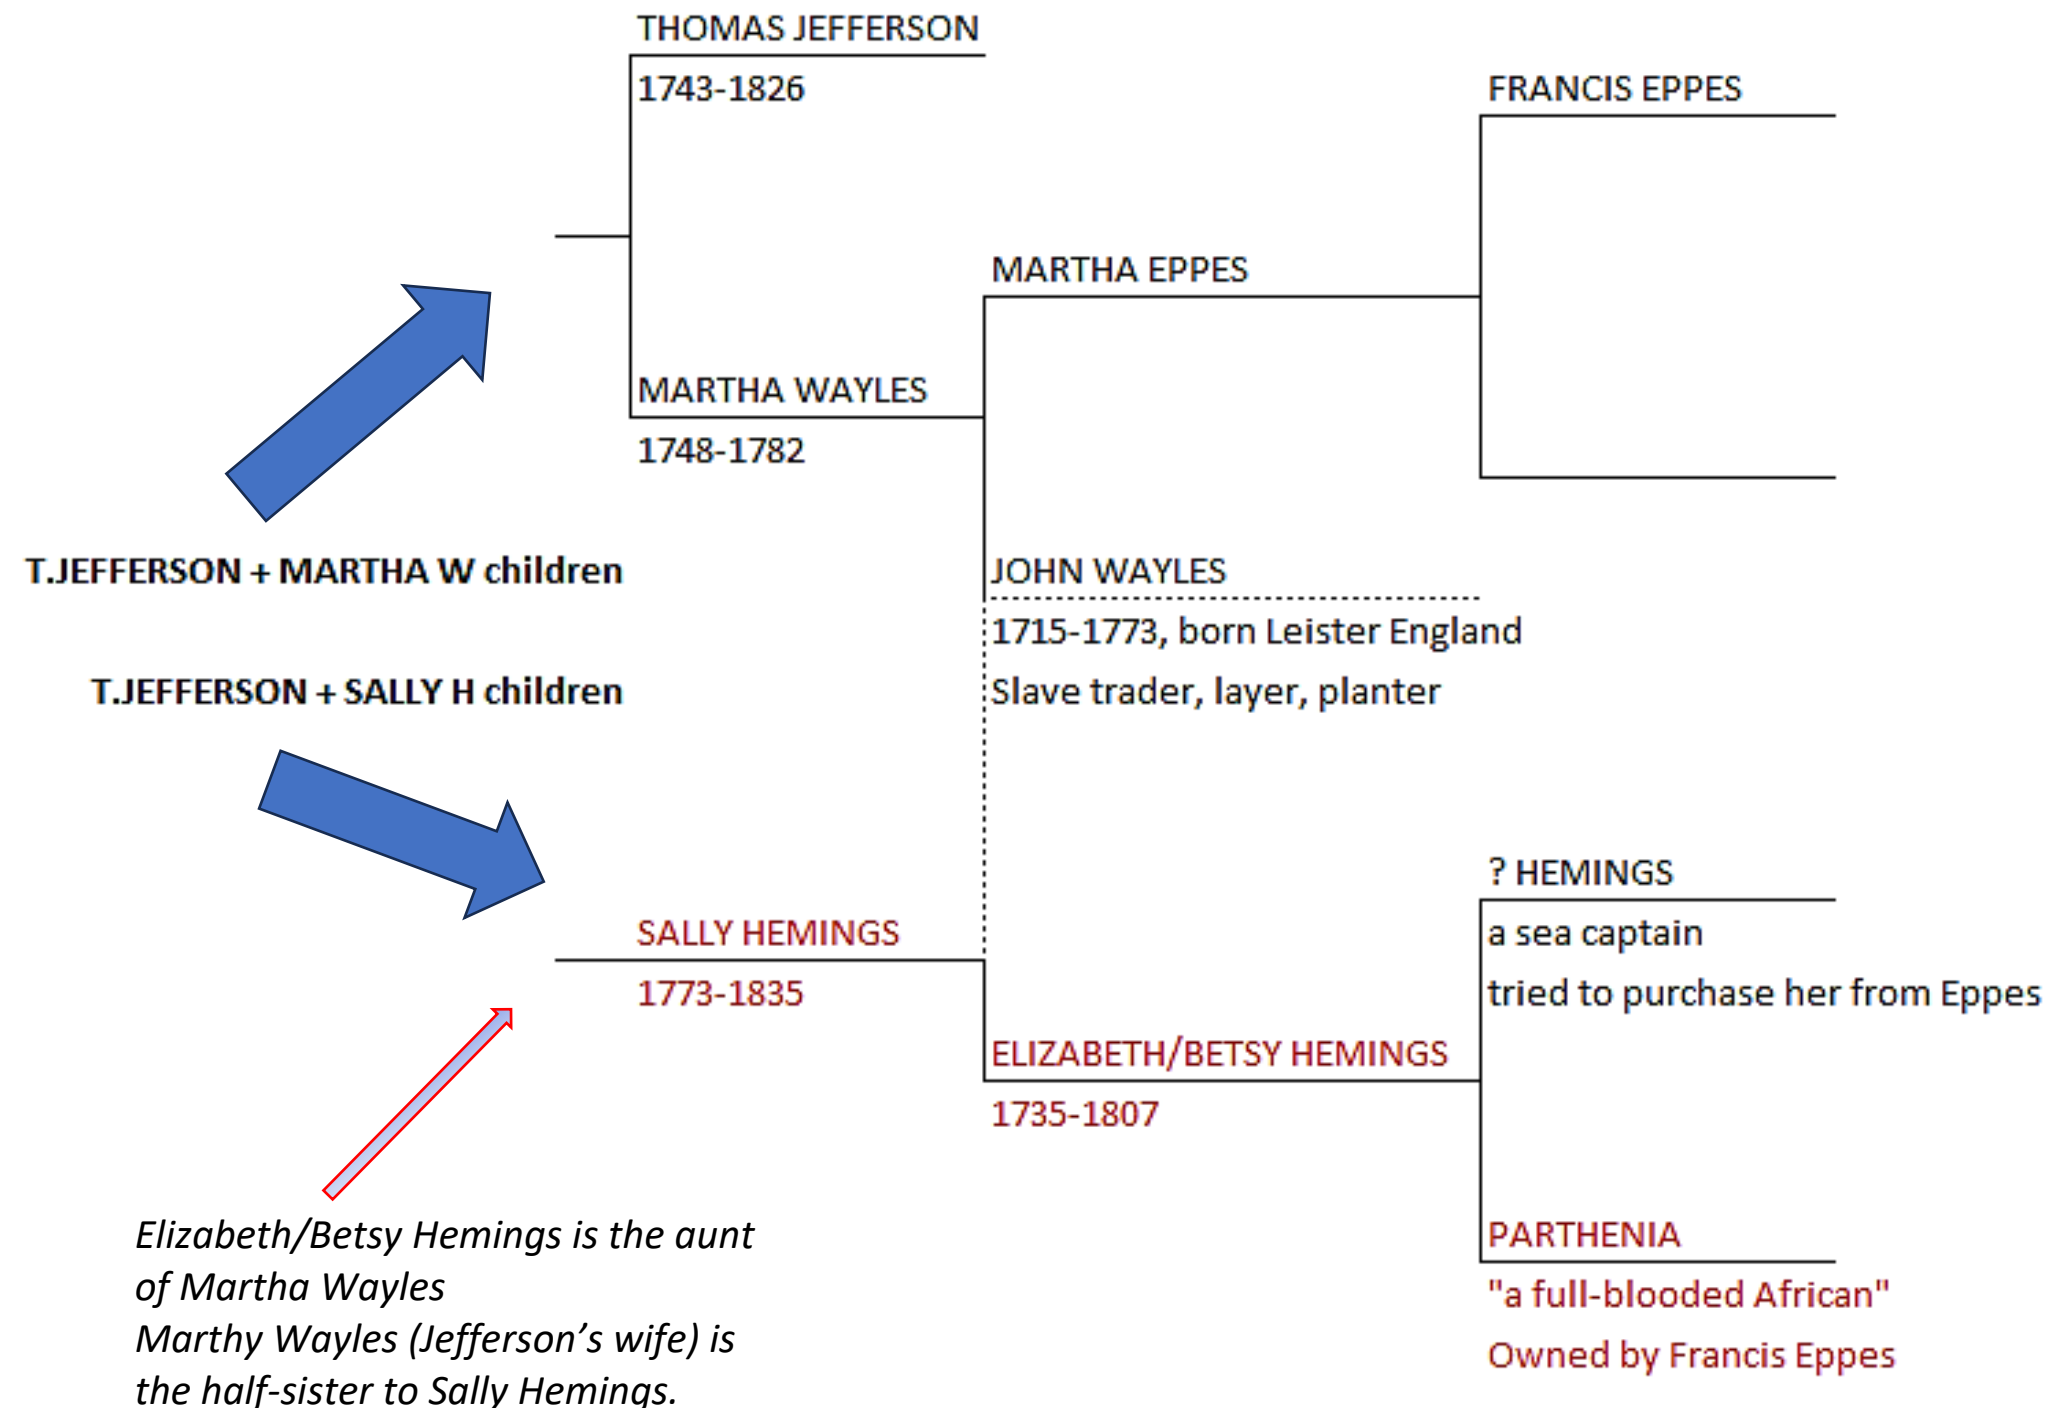 THOMAS JEFFERSON
1743-1826
FRANCIS EPPES
MARTHA EPPES
MARTHA WAYLES
1748-1782
T.JEFFERSON + MARTHA W children
JOHN WAYLES
1715-1773, born Leister England
T.JEFFERSON + SALLY H children
Slave trader, layer, planter
? HEMINGS
a sea captain
tried to purchase her from Eppes
SALLY HEMINGS
1773-1835
ELIZABETH/BETSY HEMINGS
1735-1807
PARTHENIA
"a full-blooded African"
Owned by Francis Eppes
Elizabeth/Betsy Hemings is the aunt
of Martha Wayles
Marthy Wayles (Jefferson’s wife) is
the half-sister to Sally Hemings.